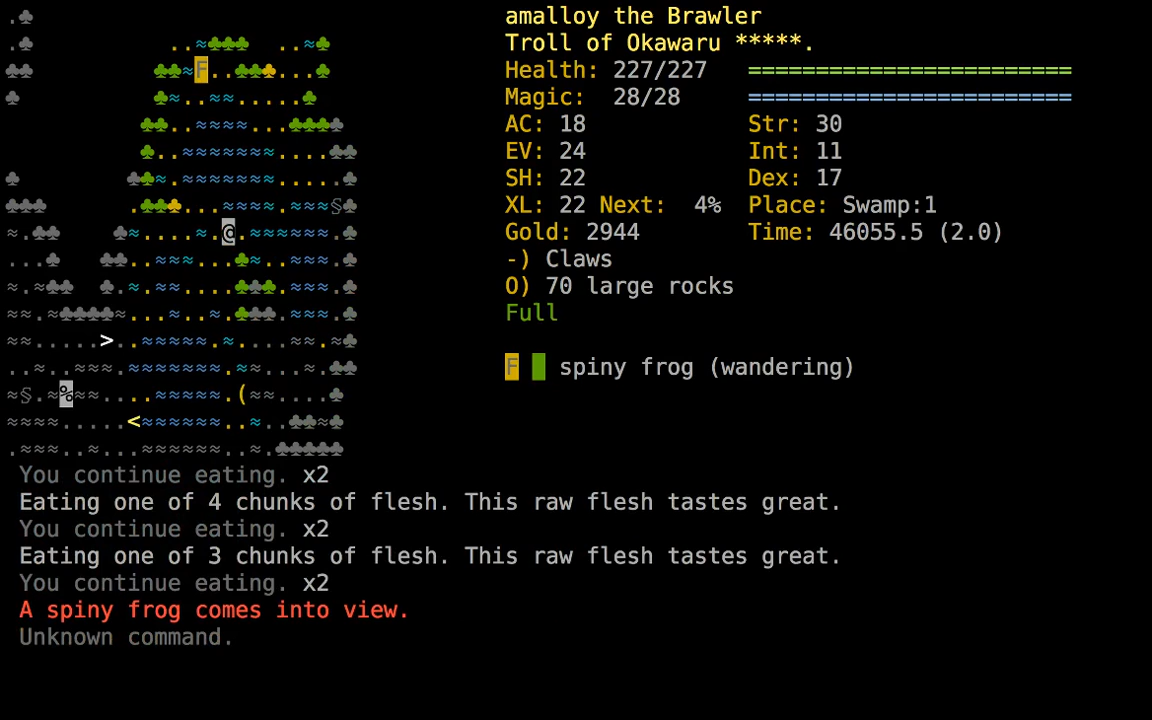 amalloy the Brawler
Troll of Okawaru *****.
Health: 227/227 ========================
Magic: 28/28 ========================
AC: 18 Str: 30
EV: 24 Int: 11
SH: 22 Dex: 17
XL: 22 Next: 4% Place: Swamp:1
Gold: 2944 Time: 46055.5 (2.0)
-) Claws
O) 70 large rocks
Full
F spiny frog (wandering)
You continue eating. x2
Eating one of 4 chunks of flesh. This raw flesh tastes great.
You continue eating. x2
Eating one of 3 chunks of flesh. This raw flesh tastes great.
You continue eating. x2
A spiny frog comes into view.
Unknown command.